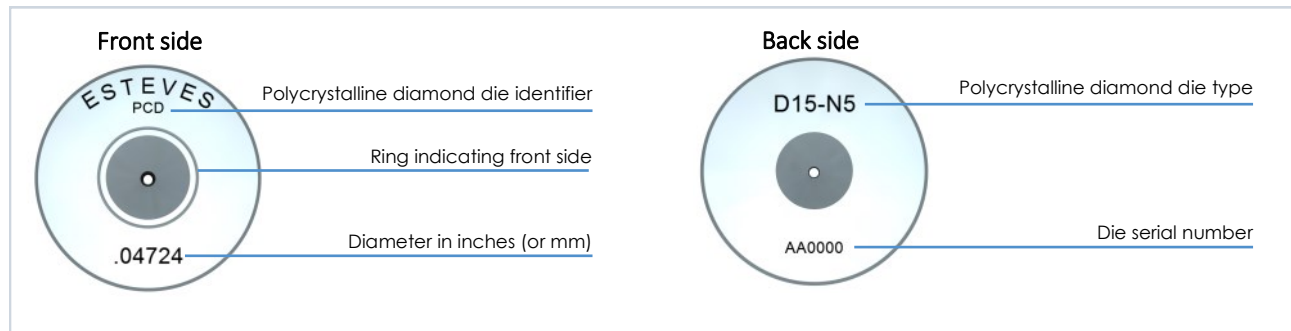 Front side
ESTEVES
PCD
Polycrystalline diamond die identifier
Ring indicating front side
.04724
Diameter in inches (or mm)
Back side
D15-N5
Polycrystalline diamond die type
AA0000
Die serial number